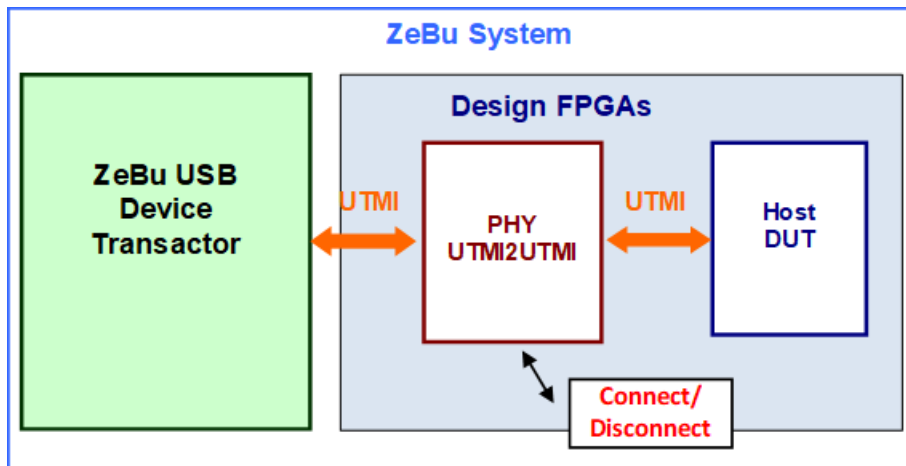 ZeBu System
Design FPGAs
ZeBu USB
Device
Transactor
UTMI
PHY
UTMI2UTMI
UTMI
Host
DUT
Connect/
Disconnect